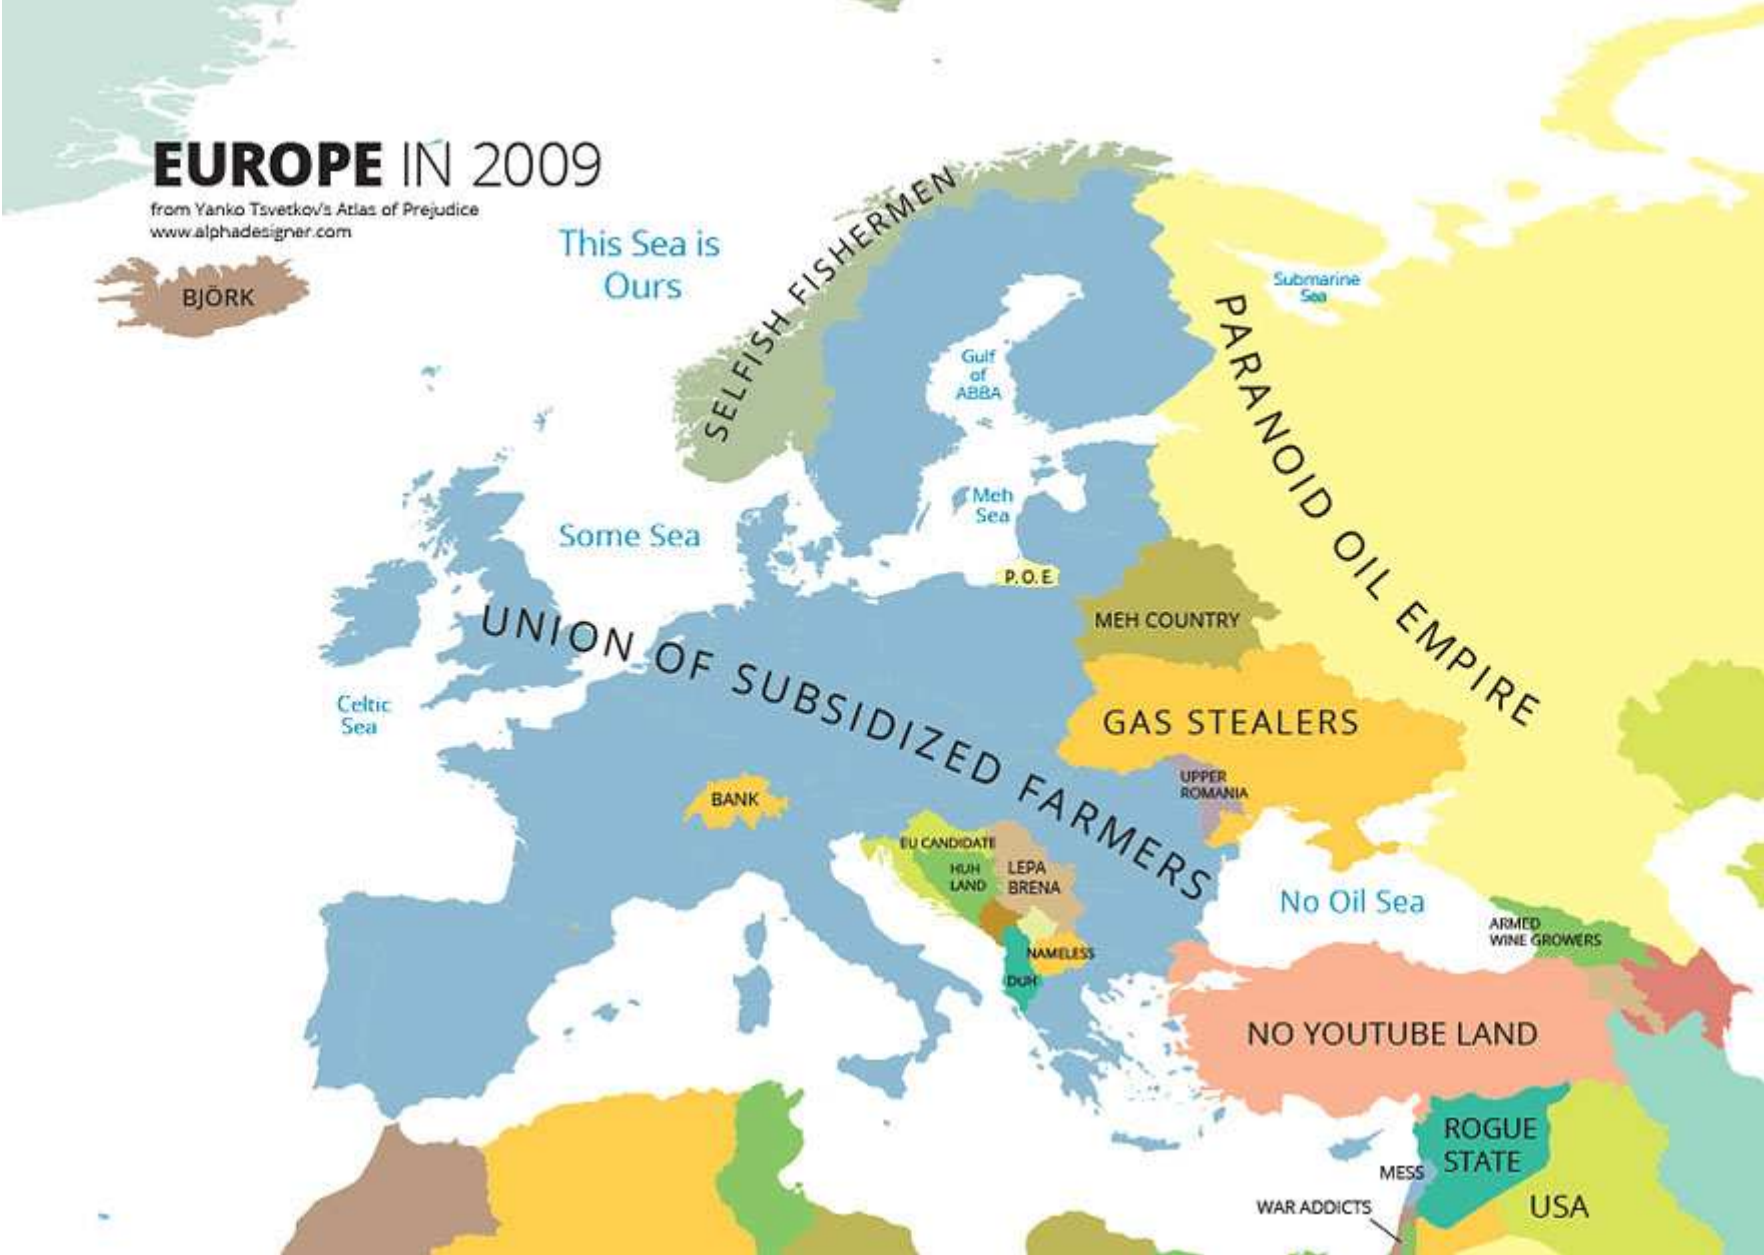 EUROPE IN 2009
from Yanko Tsvetkov's Atlas of Prejudice
www.alphadesigner.com
This Sea is
Ours
BJÖRK
SELFISH FISHERMEN
Submarine
Sea
PARANOID OIL EMPIRE
Gulf
of
ABBA
Meh
Sea
Some Sea
P.O.E.
MEH COUNTRY
UNION OF SUBSIDIZED FARMERS
Celtic
Sea
GAS STEALERS
UPPER
ROMANIA
BANK
EU CANDIDATE
HUH
LAND
LEPA
BRENA
No Oil Sea
ARMED
WINE GROWERS
NAMELESS
DUH
NO YOUTUBE LAND
ROGUE
STATE
MESS
WAR ADDICTS
USA